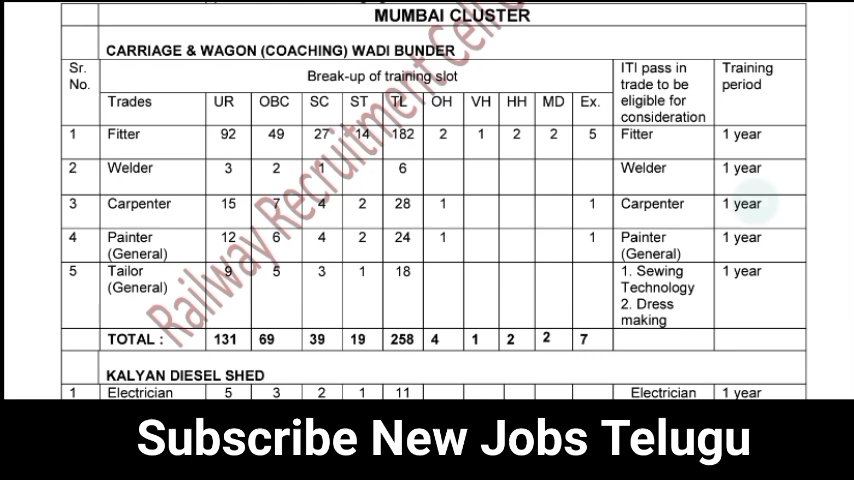 MUMBAI CLUSTER
CARRIAGE & WAGON (COACHING) WADI BUNDER
Sr. No. Break-up of training slot ITI pass in trade to be eligible for consideration Training period
Trades UR OBC SC ST TL OH VH HH MD Ex.
1 Fitter 92 49 27 14 182 2 1 2 2 5 Fitter 1 year
2 Welder 3 2 1 6 Welder 1 year
3 Carpenter 15 7 4 2 28 1 1 Carpenter 1 year
4 Painter (General) 12 6 4 2 24 1 1 Painter (General) 1 year
5 Tailor (General) 9 5 3 1 18 1. Sewing Technology 2. Dress making 1 year
TOTAL : 131 69 39 19 258 4 1 2 2 7
KALYAN DIESEL SHED
1 Electrician 5 3 2 1 11 Electrician 1 year
Railway Recruitment Cell
Subscribe New Jobs Telugu